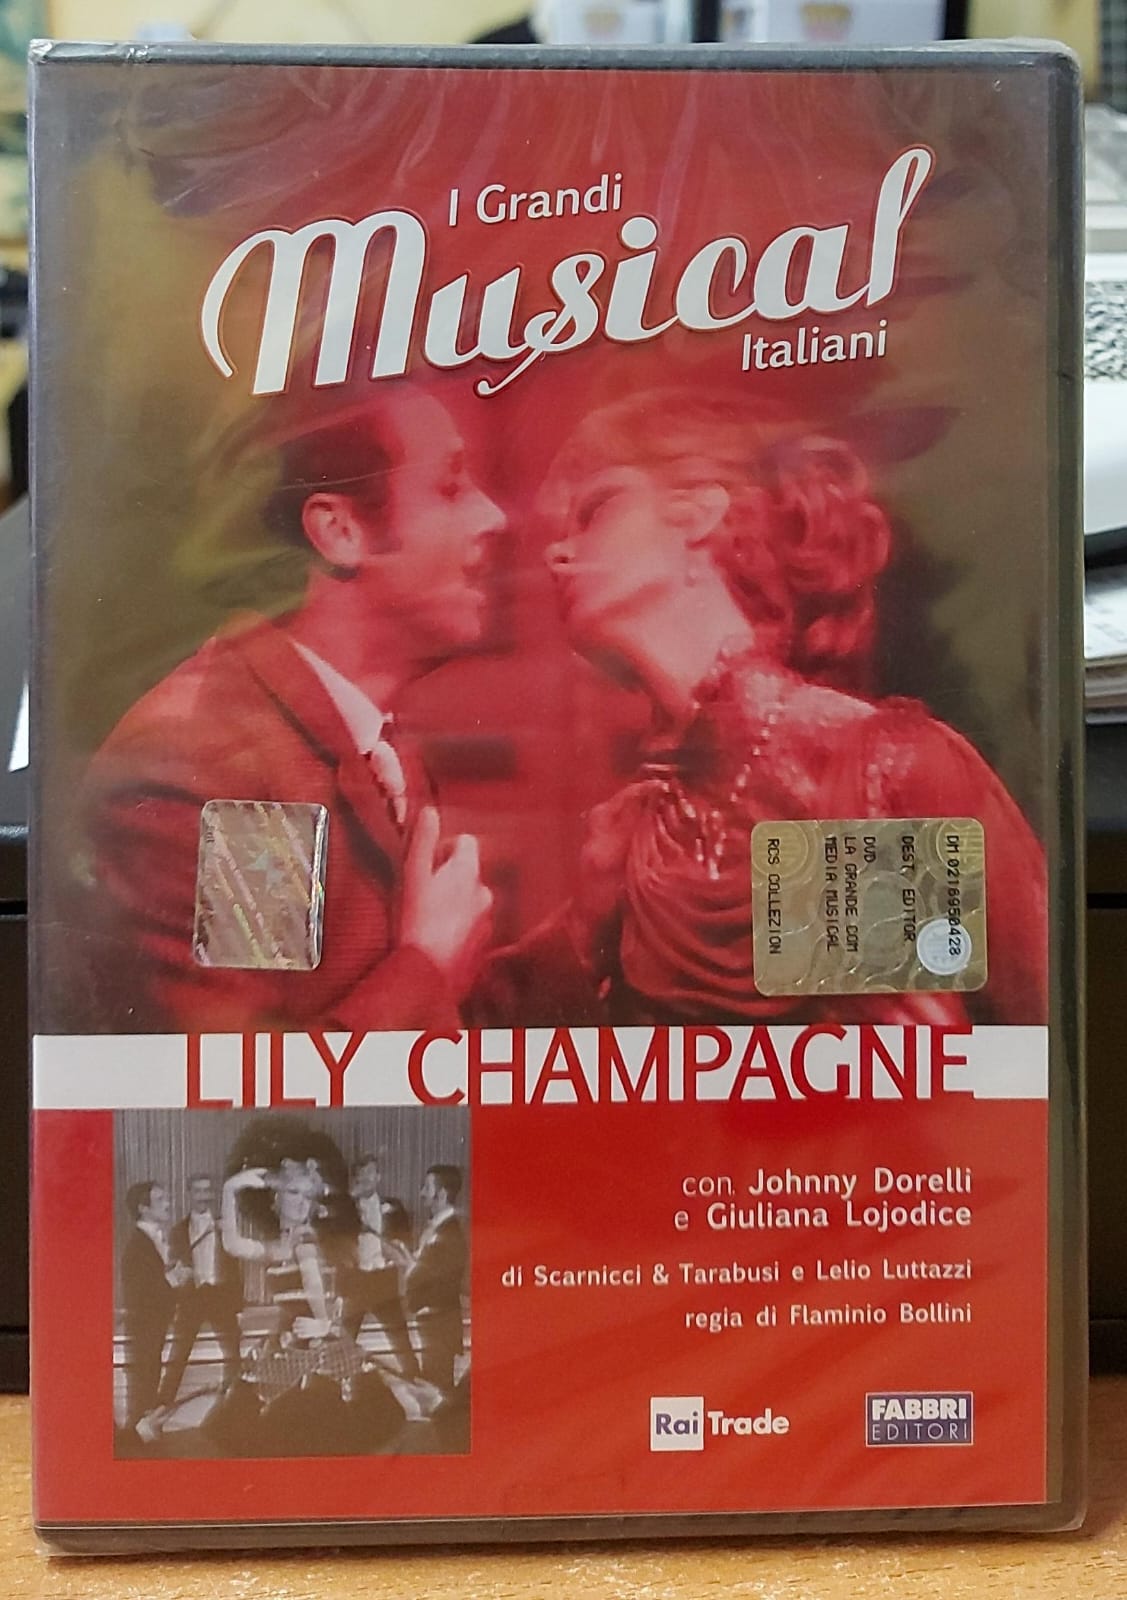 I Grandi
Musical
Italiani
DM 0216950428
DEST. EDITOR
DVD
LA GRANDE COM
MEDIA MUSICAL
RCS COLLEZION
LILY CHAMPAGNE
con Johnny Dorelli
e Giuliana Lojodice
di Scarnicci & Tarabusi e Lelio Luttazzi
regia di Flaminio Bollini
Rai Trade
FABBRI
EDITORI